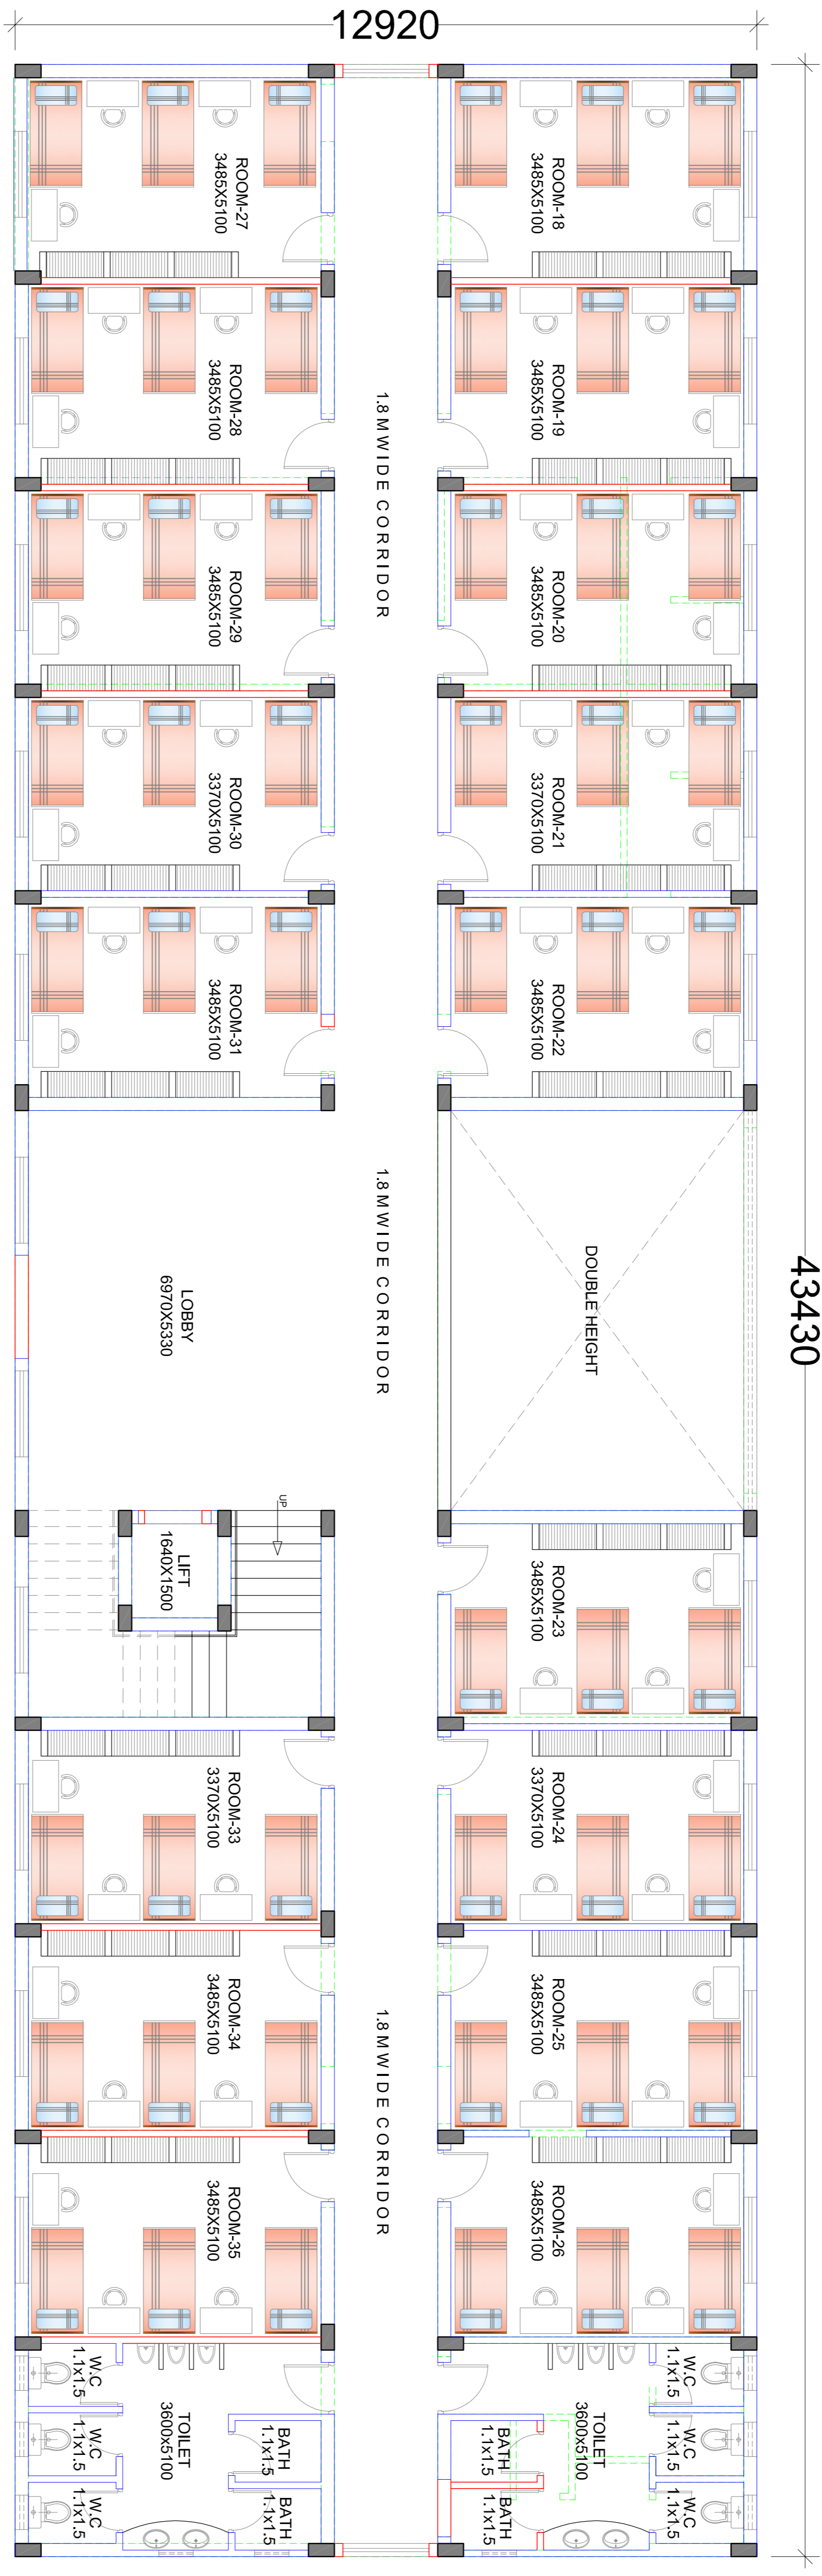 12920
43430
ROOM-18
3485X5100
ROOM-19
3485X5100
ROOM-20
3485X5100
ROOM-21
3370X5100
ROOM-22
3485X5100
DOUBLE HEIGHT
ROOM-23
3485X5100
ROOM-24
3370X5100
ROOM-25
3485X5100
ROOM-26
3485X5100
TOILET
3600x5100
W.C
1.1x1.5
W.C
1.1x1.5
W.C
1.1x1.5
BATH
1.1x1.5
BATH
1.1x1.5
1.8 M WIDE CORRIDOR
1.8 M WIDE CORRIDOR
1.8 M WIDE CORRIDOR
ROOM-27
3485X5100
ROOM-28
3485X5100
ROOM-29
3485X5100
ROOM-30
3370X5100
ROOM-31
3485X5100
LOBBY
6970X5330
UP
LIFT
1640X1500
ROOM-33
3370X5100
ROOM-34
3485X5100
ROOM-35
3485X5100
BATH
1.1x1.5
BATH
1.1x1.5
TOILET
3600x5100
W.C
1.1x1.5
W.C
1.1x1.5
W.C
1.1x1.5